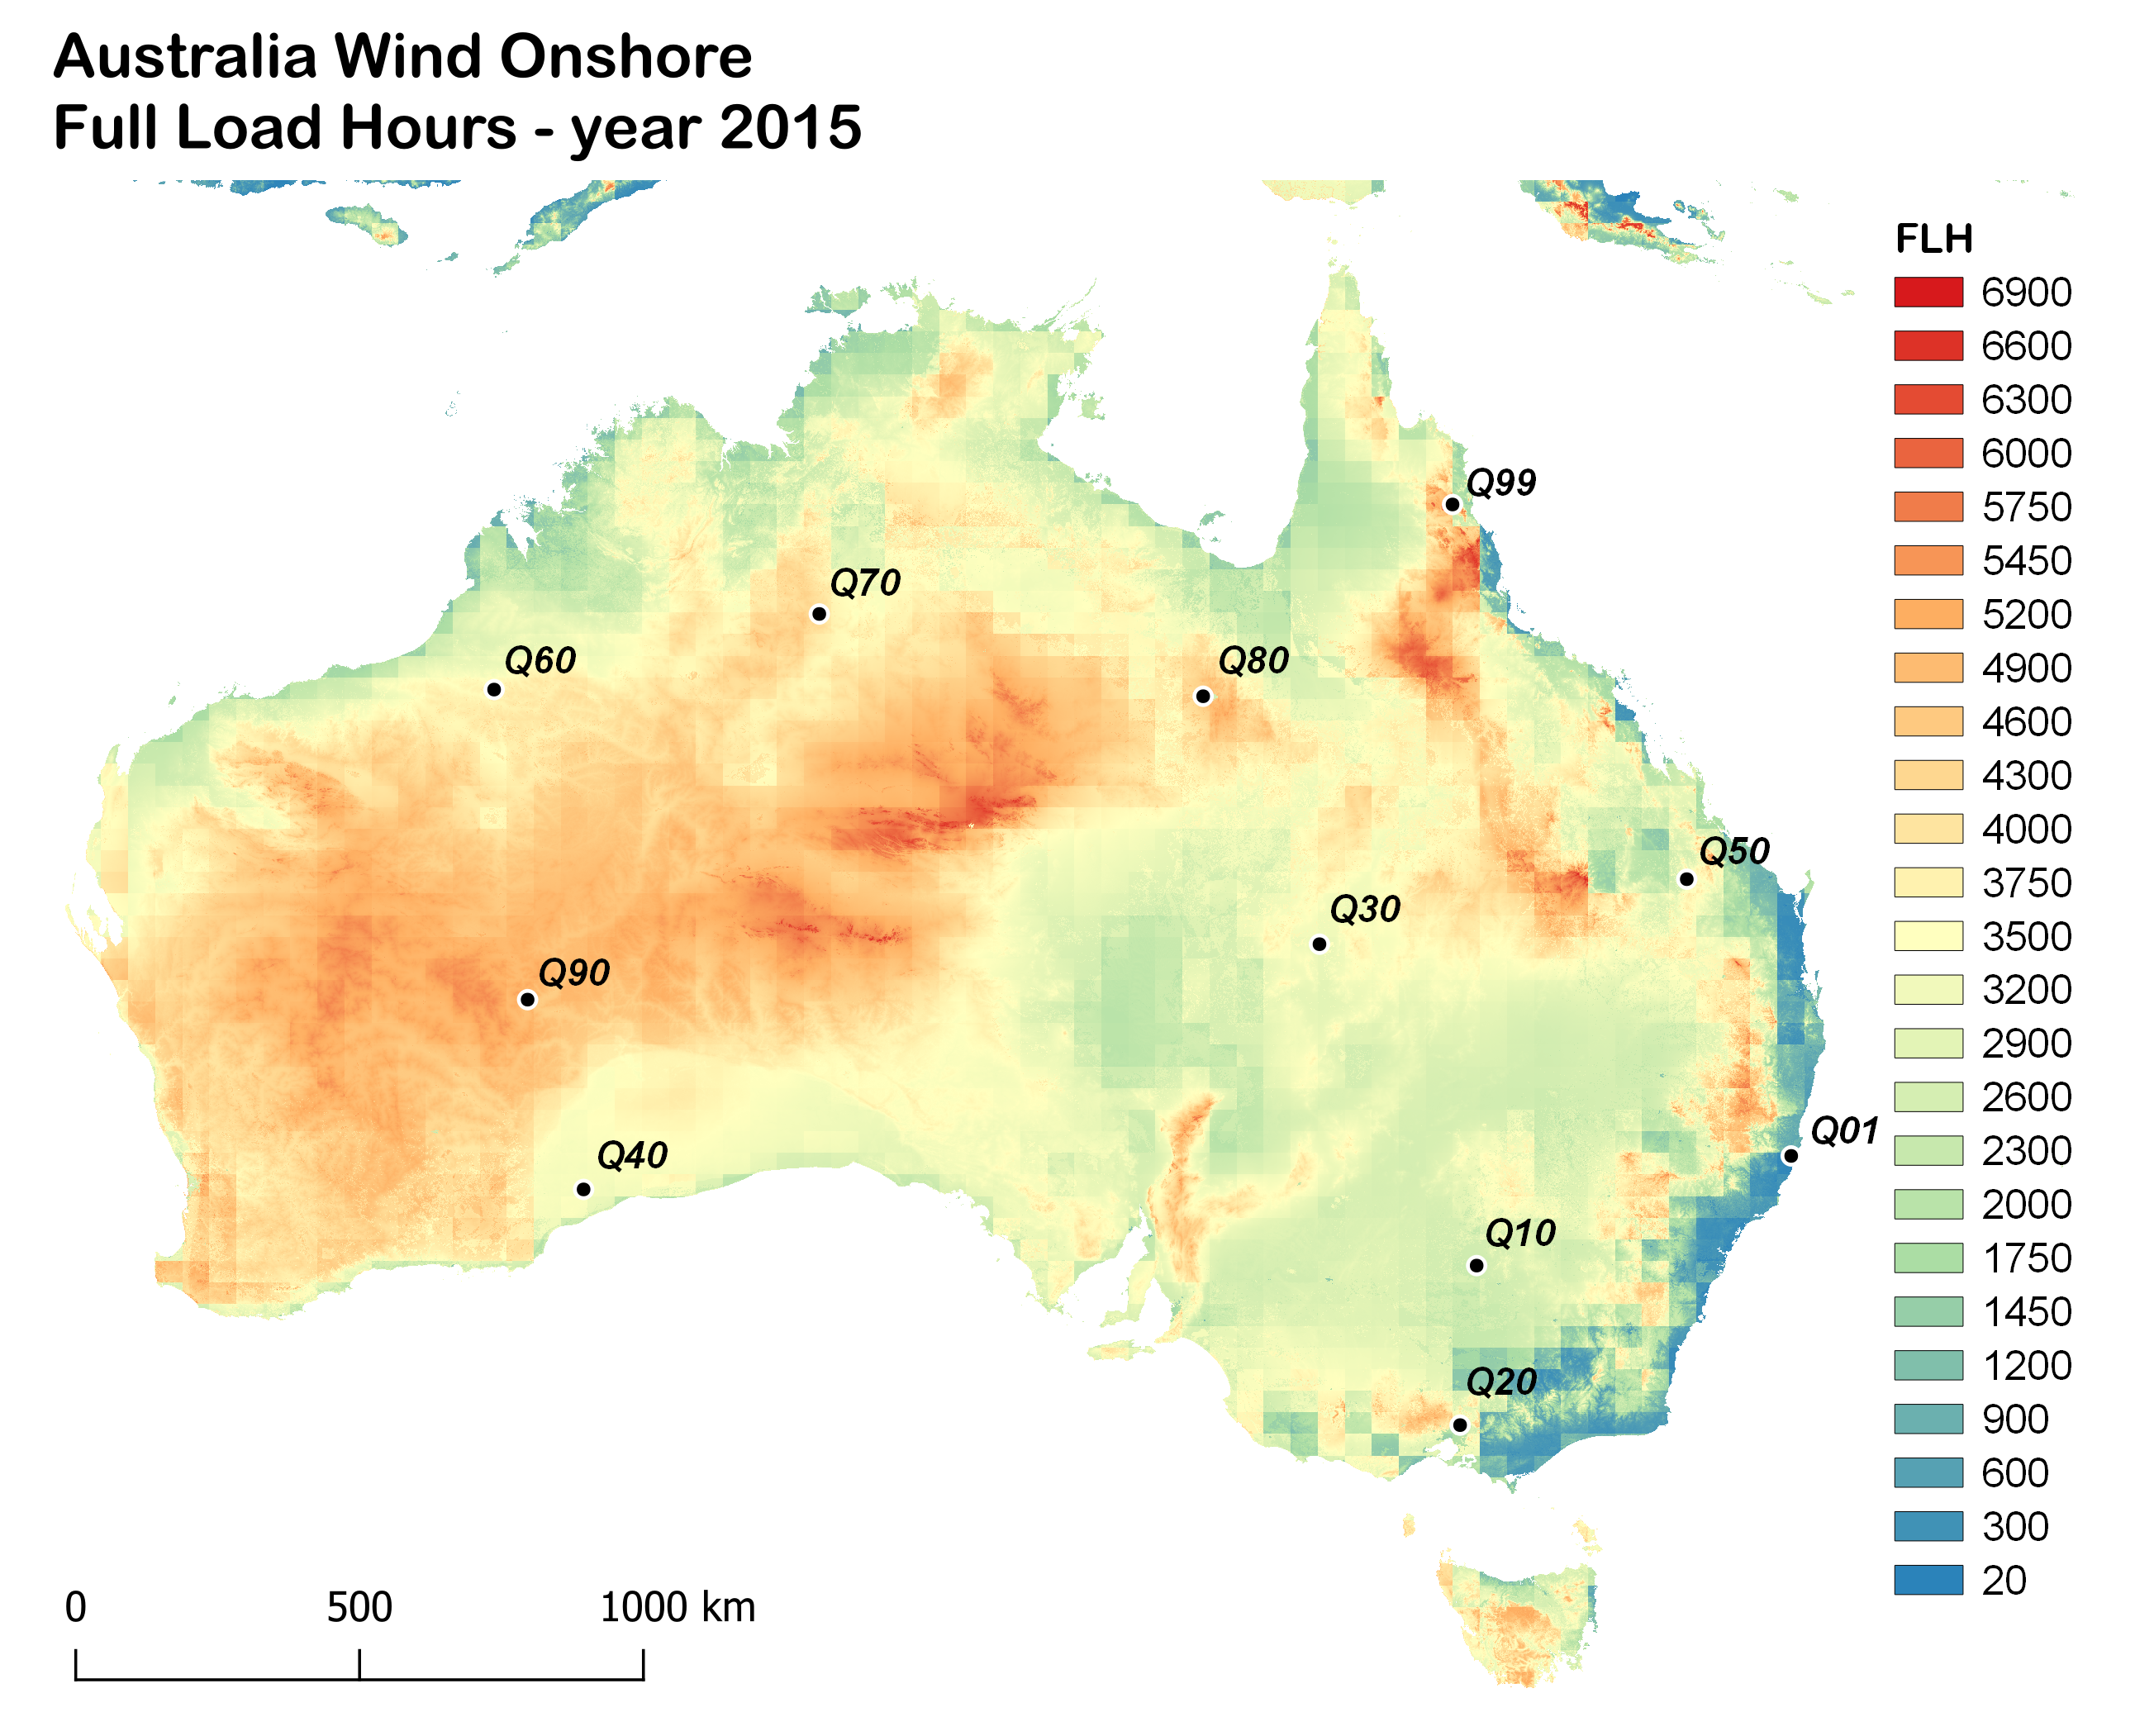 Australia Wind Onshore
Full Load Hours - year 2015
FLH
6900
6600
6300
6000
5750
5450
5200
4900
4600
4300
4000
3750
3500
3200
2900
2600
2300
2000
1750
1450
1200
900
600
300
20
Q99
Q70
Q60
Q80
Q50
Q30
Q90
Q01
Q40
Q10
Q20
0 500 1000 km